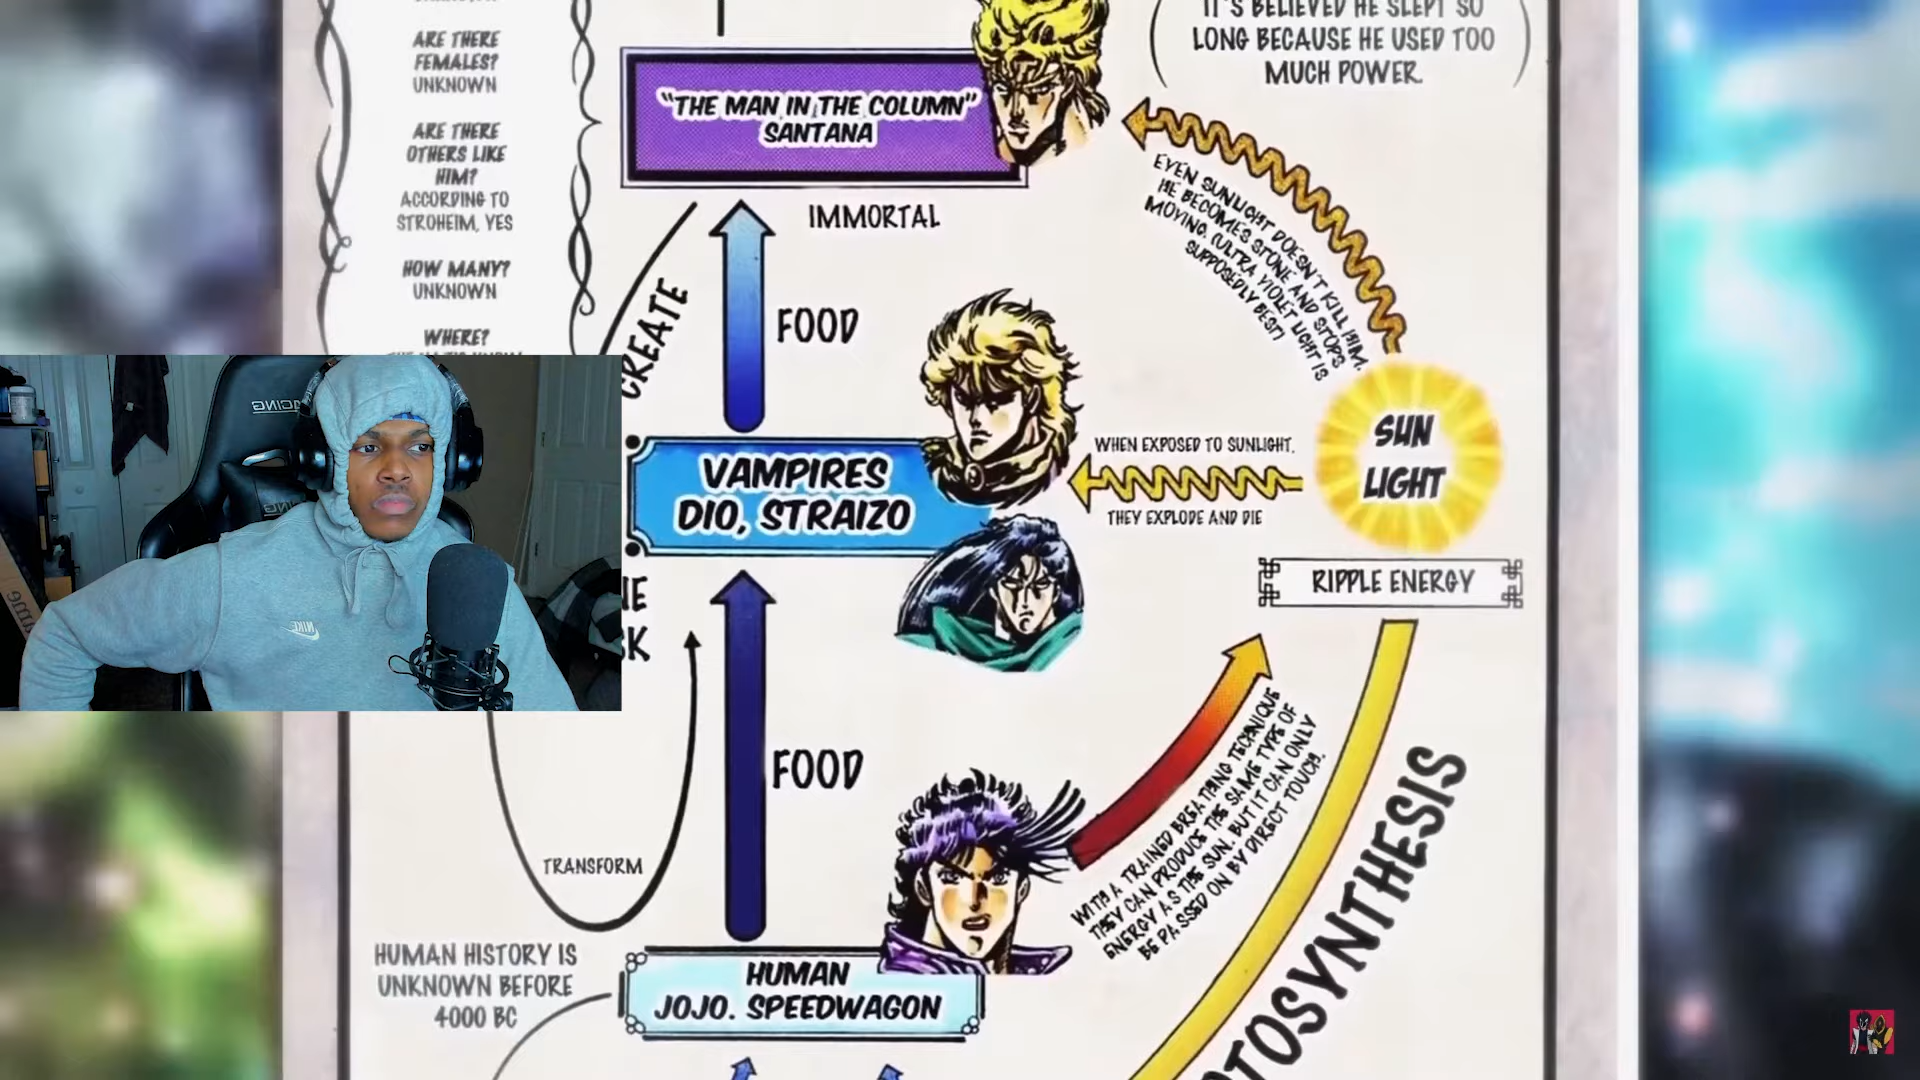 ARE THERE
FEMALES?
UNKNOWN
ARE THERE
OTHERS LIKE
HIM?
ACCORDING TO
STROHEIM, YES
HOW MANY?
UNKNOWN
WHERE?
IT'S BELIEVED HE SLEPT SO
LONG BECAUSE HE USED TOO
MUCH POWER.
"THE MAN IN THE COLUMN"
SANTANA
IMMORTAL
EVEN SUNLIGHT DOESN'T KILL HIM.
HE BECOMES STONE AND STOPS
MOVING. (ULTRA VIOLET LIGHT IS
SUPPOSEDLY BEST)
CREATE
FOOD
VAMPIRES
DIO, STRAIZO
WHEN EXPOSED TO SUNLIGHT,
THEY EXPLODE AND DIE
SUN
LIGHT
RIPPLE ENERGY
FOOD
TRANSFORM
WITH A TRAINED BREATHING TECHNIQUE
THEY CAN PRODUCE THE SAME TYPE OF
ENERGY AS THE SUN. BUT IT CAN ONLY
BE PASSED ON BY DIRECT TOUCH.
TOSYNTHESIS
HUMAN HISTORY IS
UNKNOWN BEFORE
4000 BC
HUMAN
JOJO. SPEEDWAGON
NIKE